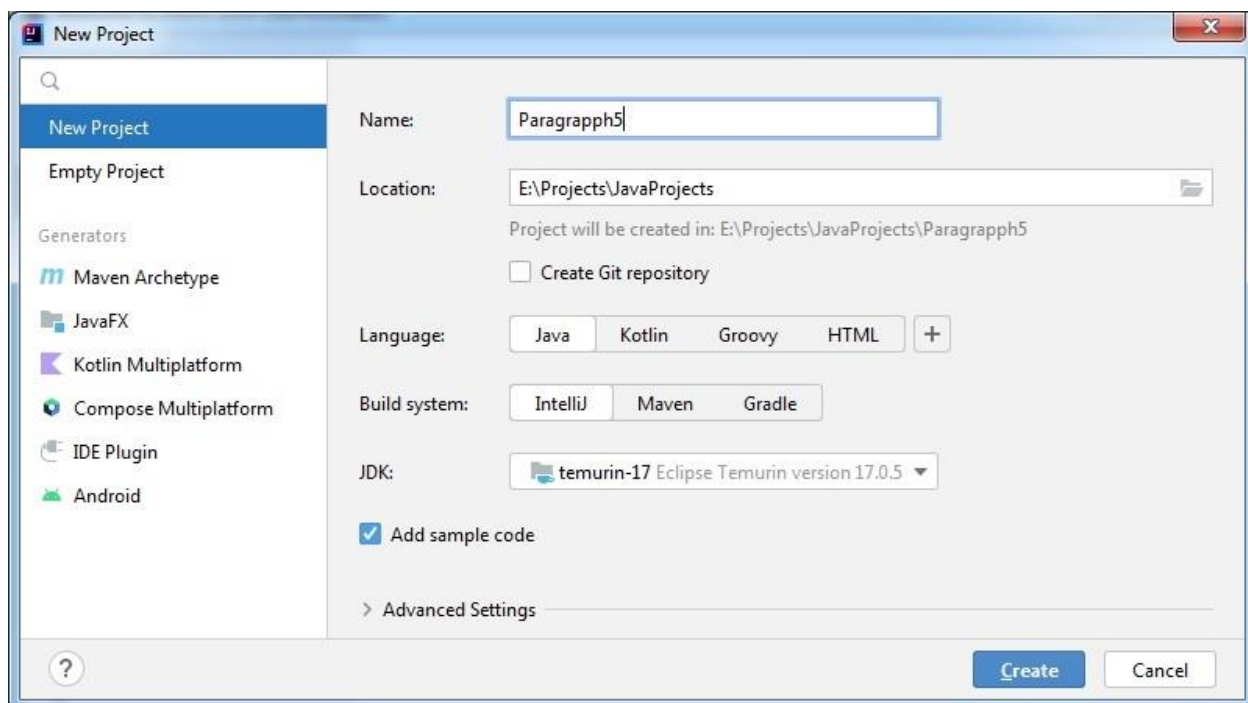 New Project
New Project
Empty Project
Generators
Maven Archetype
JavaFX
Kotlin Multiplatform
Compose Multiplatform
IDE Plugin
Android
Name: Paragrapph5
Location: E:\Projects\JavaProjects
Project will be created in: E:\Projects\JavaProjects\Paragrapph5
Create Git repository
Language: Java Kotlin Groovy HTML +
Build system: IntelliJ Maven Gradle
JDK: temurin-17 Eclipse Temurin version 17.0.5
Add sample code
> Advanced Settings
? Create Cancel